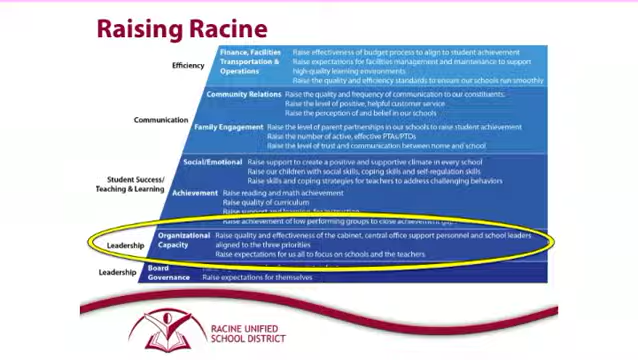 Raising Racine
Efficiency
Finance, Facilities
Transportation &
Operations
Raise effectiveness of budget process to align to student achievement
Raise expectations for facilities management and maintenance to support
high-quality learning environments
Raise the quality and efficiency standards to ensure our schools run smoothly
Communication
Community Relations
Raise the quality and frequency of communication to our constituents.
Raise the level of positive, helpful customer service
Raise the perception of and belief in our schools
Family Engagement
Raise the level of parent partnerships in our schools to raise student achievement
Raise the number of active, effective PTAs/PTOs
Raise the level of trust and communication between home and school
Student Success/
Teaching & Learning
Social/Emotional
Raise support to create a positive and supportive climate in every school
Raise our children with social skills, coping skills and self-regulation skills
Raise skills and coping strategies for teachers to address challenging behaviors
Achievement
Raise reading and math achievement
Raise quality of curriculum
Raise support and learning for instruction
Raise achievement of low performing groups to close achievement
Leadership
Organizational
Capacity
Raise quality and effectiveness of the cabinet, central office support personnel and school leaders
aligned to the three priorities
Raise expectations for us all to focus on schools and the teachers
Leadership
Board
Governance
Raise expectations for themselves
RACINE UNIFIED
SCHOOL DISTRICT